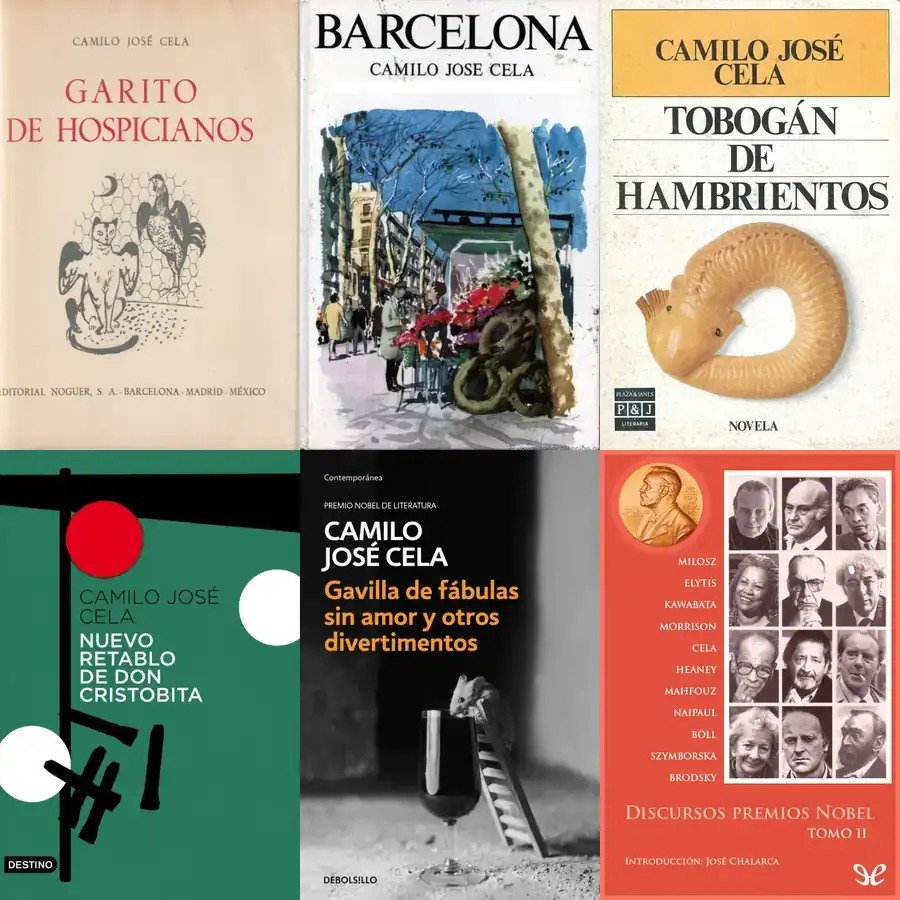 CAMILO JOSÉ CELA
GARITO
DE HOSPICIANOS
EDITORIAL NOGUER, S. A. - BARCELONA - MADRID - MÉXICO
BARCELONA
CAMILO JOSE CELA
CAMILO JOSÉ
CELA
TOBOGÁN
DE
HAMBRIENTOS
PLAZA & JANES
P & J
LITERARIA
NOVELA
CAMILO JOSÉ
CELA
NUEVO
RETABLO
DE DON
CRISTOBITA
DESTINO
Contemporánea
PREMIO NOBEL DE LITERATURA
CAMILO
JOSÉ CELA
Gavilla de fábulas
sin amor y otros
divertimentos
DEBOLSILLO
MILOSZ
ELYTIS
KAWABATA
MORRISON
CELA
HEANEY
MAHFOUZ
NAIPAUL
BÖLL
SZYMBORSKA
BRODSKY
DISCURSOS PREMIOS NOBEL
TOMO II
INTRODUCCIÓN: JOSÉ CHALARCA